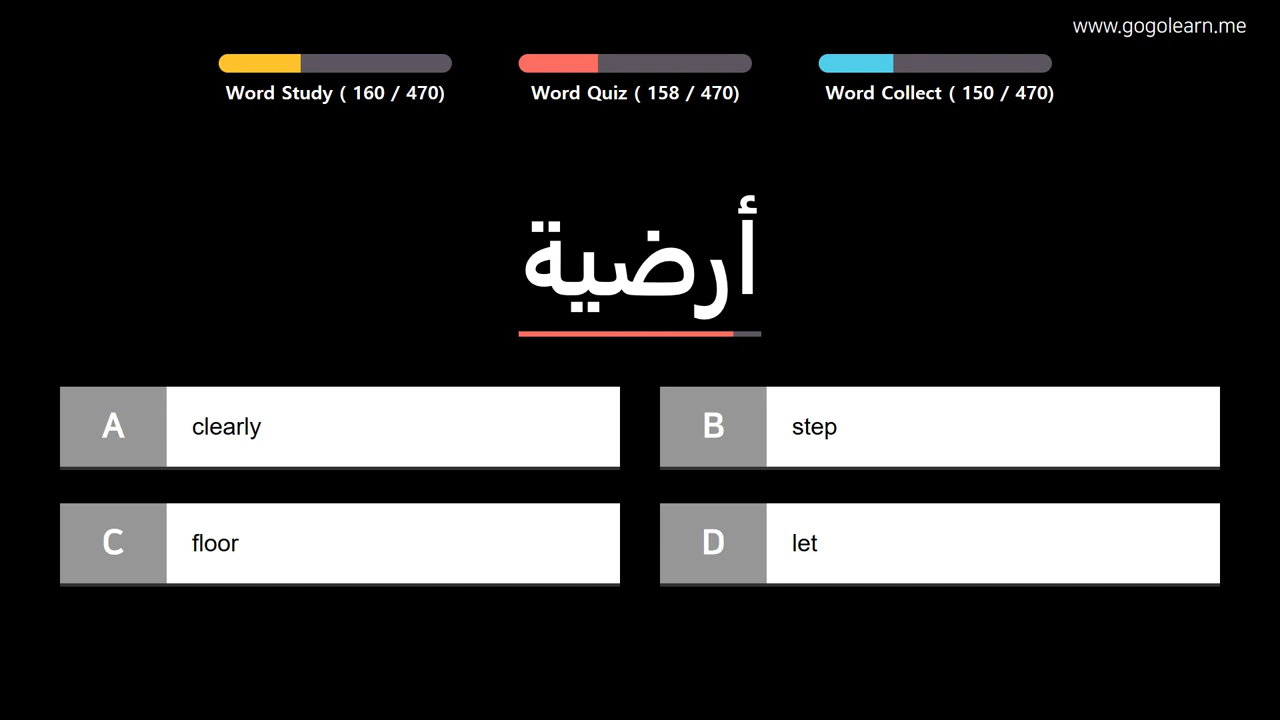 www.gogolearn.me
Word Study ( 160 / 470)
Word Quiz ( 158 / 470)
Word Collect ( 150 / 470)
أرضية
A clearly
B step
C floor
D let